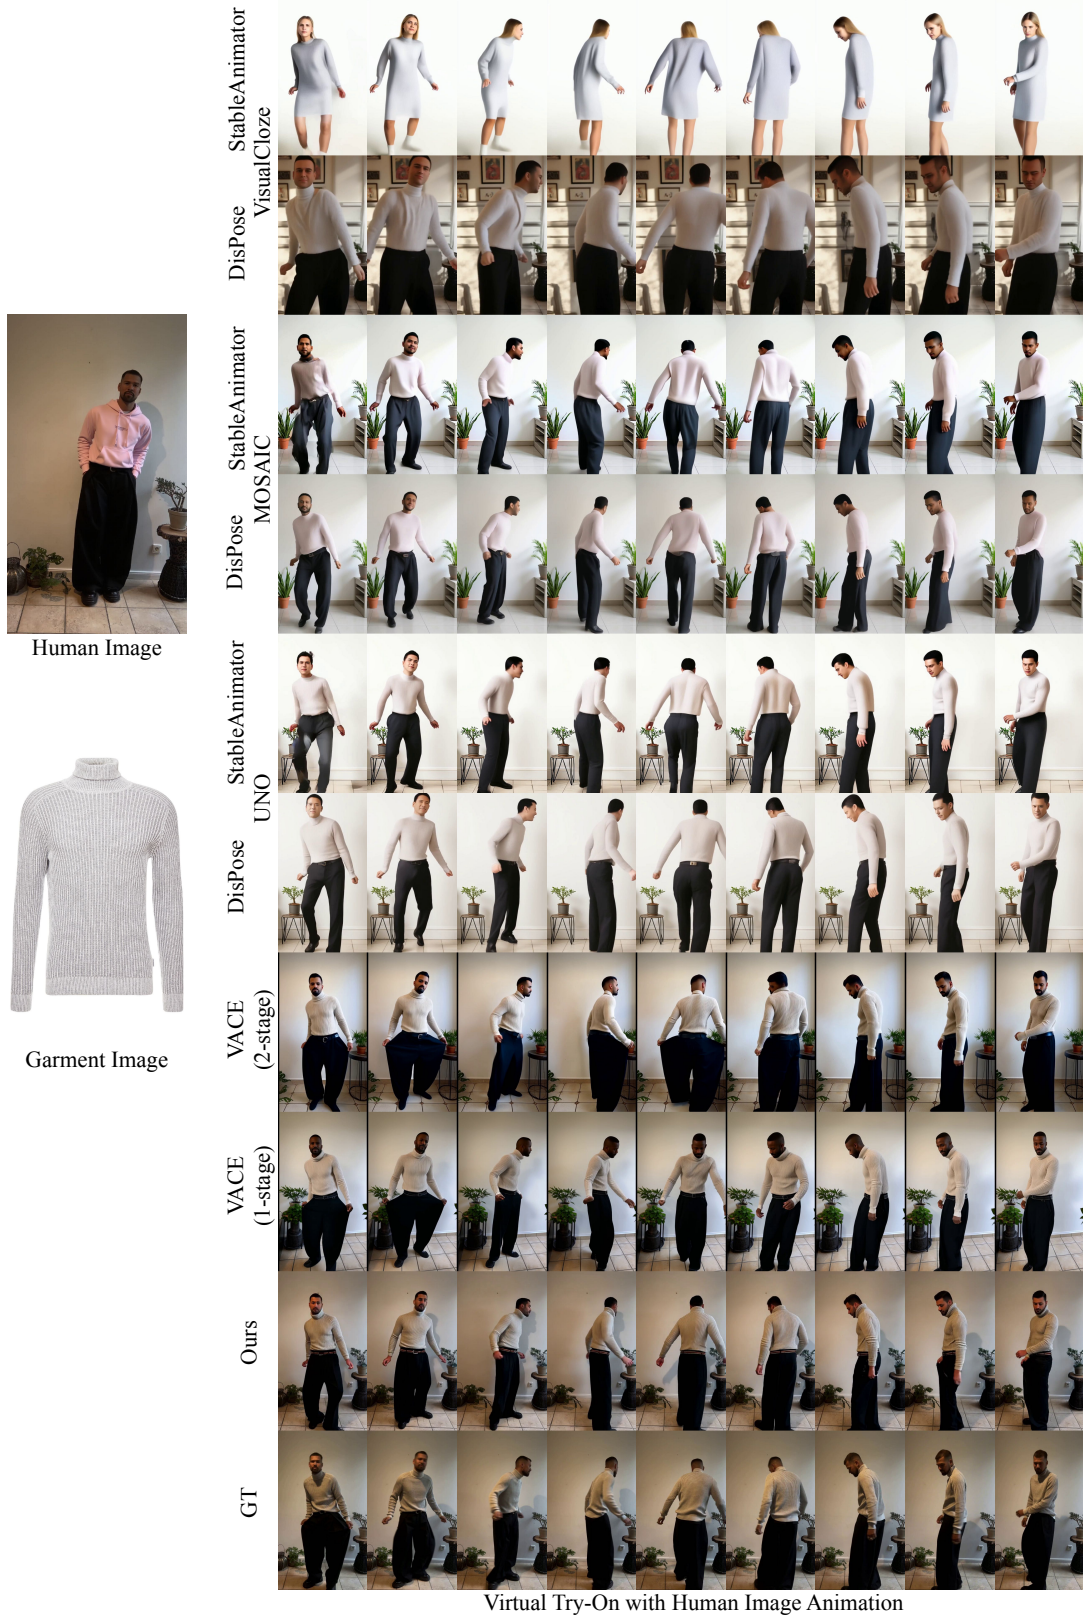 StableAnimator
DisPose
VisualCloze
StableAnimator
DisPose
MOSAIC
StableAnimator
DisPose
UNO
VACE
(2-stage)
VACE
(1-stage)
Ours
GT
Human Image
Garment Image
Virtual Try-On with Human Image Animation